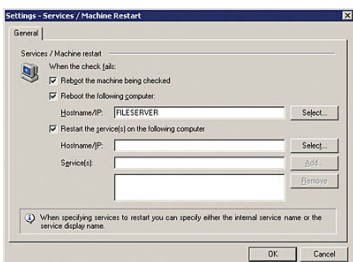 Settings - Services / Machine Restart
General
Services / Machine restart
When the check fails:
Reboot the machine being checked
Reboot the following computer:
Hostname/IP: FILESERVER Select...
Restart the service(s) on the following computer
Hostname/IP: Select...
Service(s): Add...
Remove
When specifying services to restart you can specify either the internal service name or the
service display name.
OK Cancel